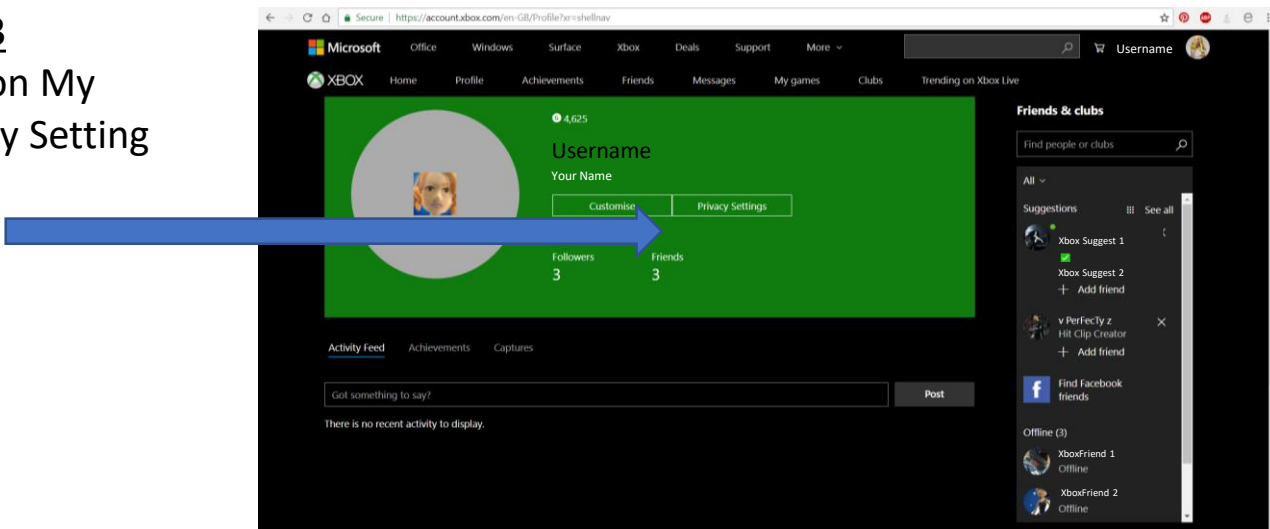 3
on My
y Setting
Secure | https://account.xbox.com/en-GB/Profile?xr=shellnav
Microsoft Office Windows Surface Xbox Deals Support More Username
XBOX Home Profile Achievements Friends Messages My games Clubs Trending on Xbox Live
4,625
Username
Your Name
Customise Privacy Settings
Followers Friends
3 3
Activity Feed Achievements Captures
Got something to say? Post
There is no recent activity to display.
Friends & clubs
Find people or clubs
All
Suggestions See all
Xbox Suggest 1
Xbox Suggest 2
+ Add friend
v PerFecTy z
Hit Clip Creator
+ Add friend
Find Facebook
friends
Offline (3)
XboxFriend 1
Offline
XboxFriend 2
Offline